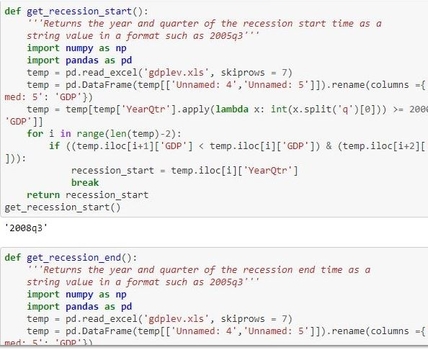 def get_recession_start():
    '''Returns the year and quarter of the recession start time as a
    string value in a format such as 2005q3'''
    import numpy as np
    import pandas as pd
    temp = pd.read_excel('gdplev.xls', skiprows = 7)
    temp = pd.DataFrame(temp[['Unnamed: 4','Unnamed: 5']]).rename(columns ={
med: 5': 'GDP'})
    temp = temp[temp['YearQtr'].apply(lambda x: int(x.split('q')[0])) >= 2000
'GDP']]
    for i in range(len(temp)-2):
        if ((temp.iloc[i+1]['GDP'] < temp.iloc[i]['GDP']) & (temp.iloc[i+2][
])):
            recession_start = temp.iloc[i]['YearQtr']
            break
    return recession_start
get_recession_start()
'2008q3'
def get_recession_end():
    '''Returns the year and quarter of the recession end time as a
    string value in a format such as 2005q3'''
    import numpy as np
    import pandas as pd
    temp = pd.read_excel('gdplev.xls', skiprows = 7)
    temp = pd.DataFrame(temp[['Unnamed: 4','Unnamed: 5']]).rename(columns ={
med: 5': 'GDP'})